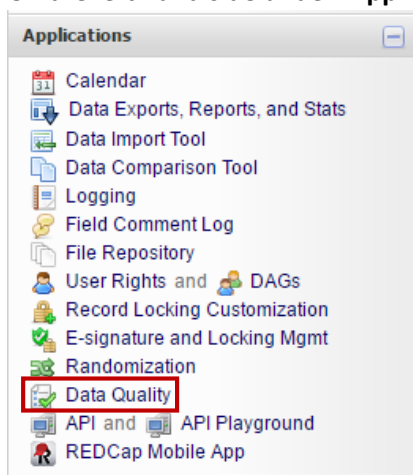 Applications
Calendar
Data Exports, Reports, and Stats
Data Import Tool
Data Comparison Tool
Logging
Field Comment Log
File Repository
User Rights and DAGs
Record Locking Customization
E-signature and Locking Mgmt
Randomization
Data Quality
API and API Playground
REDCap Mobile App